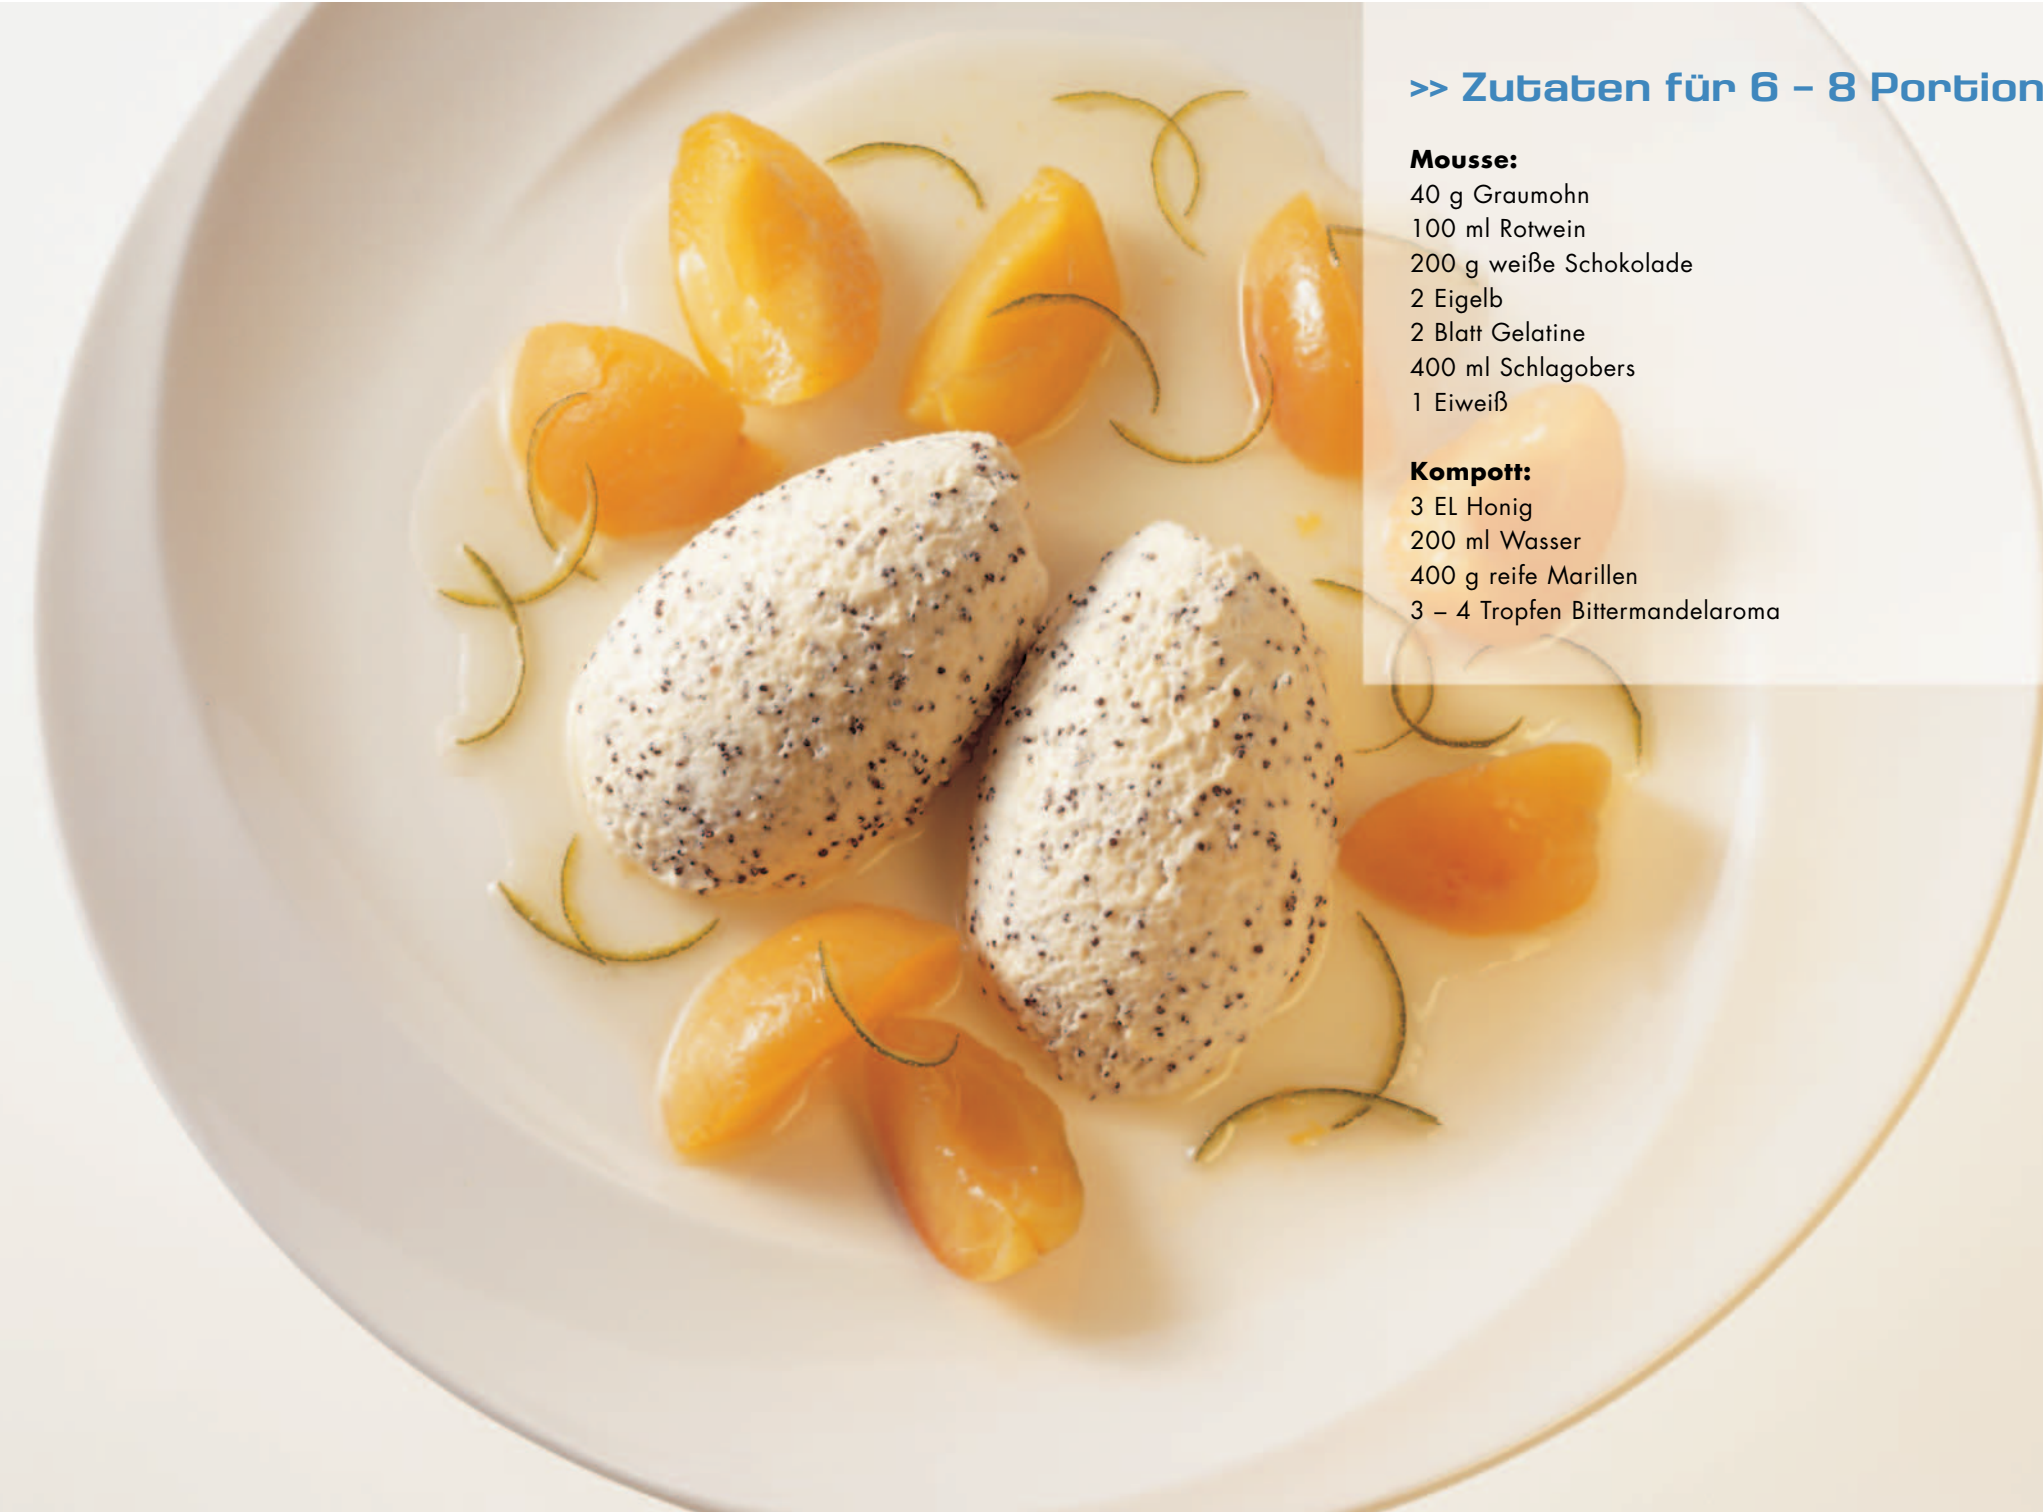 >> Zutaten für 6 – 8 Portion
Mousse:
40 g Graumohn
100 ml Rotwein
200 g weiße Schokolade
2 Eigelb
2 Blatt Gelatine
400 ml Schlagobers
1 Eiweiß
Kompott:
3 EL Honig
200 ml Wasser
400 g reife Marillen
3 – 4 Tropfen Bittermandelaroma